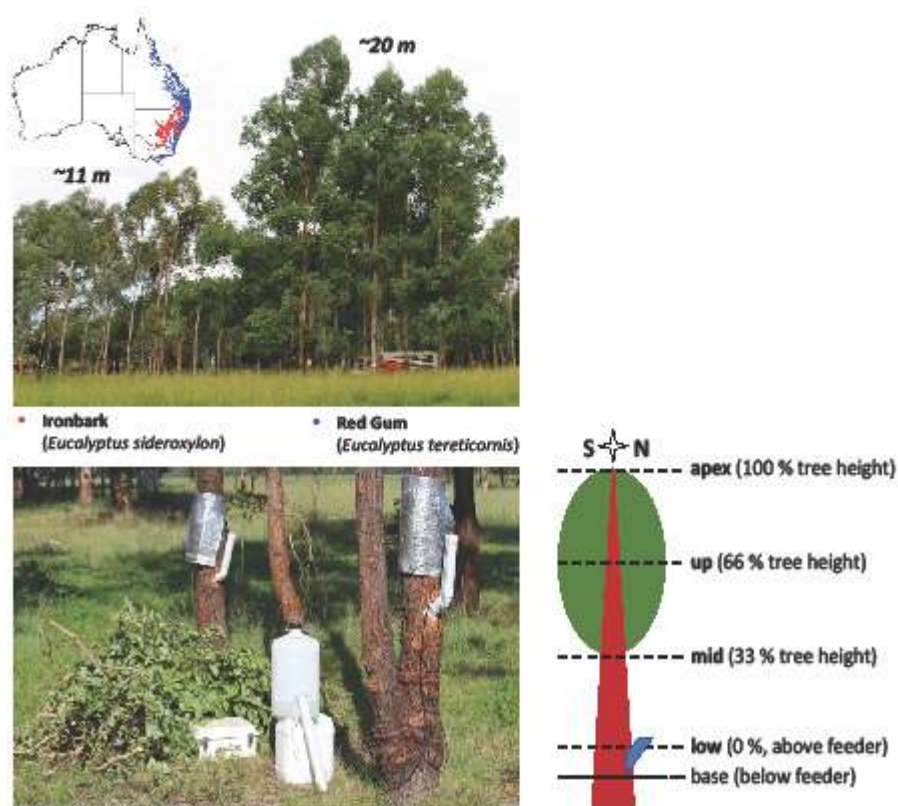 ~20 m
~11 m
Ironbark
(Eucalyptus sideroxylon)
Red Gum
(Eucalyptus tereticornis)
S N
apex (100 % tree height)
up (66 % tree height)
mid (33 % tree height)
low (0 %, above feeder)
base (below feeder)